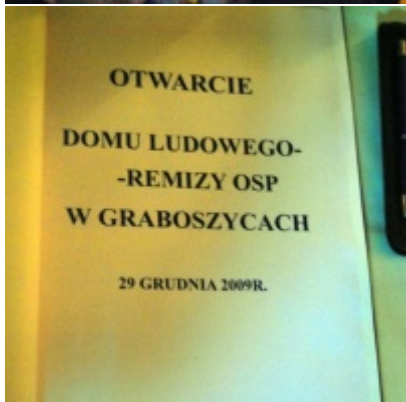 OTWARCIE
DOMU LUDOWEGO-
-REMIZY OSP
W GRABOSZYCACH
29 GRUDNIA 2009R.